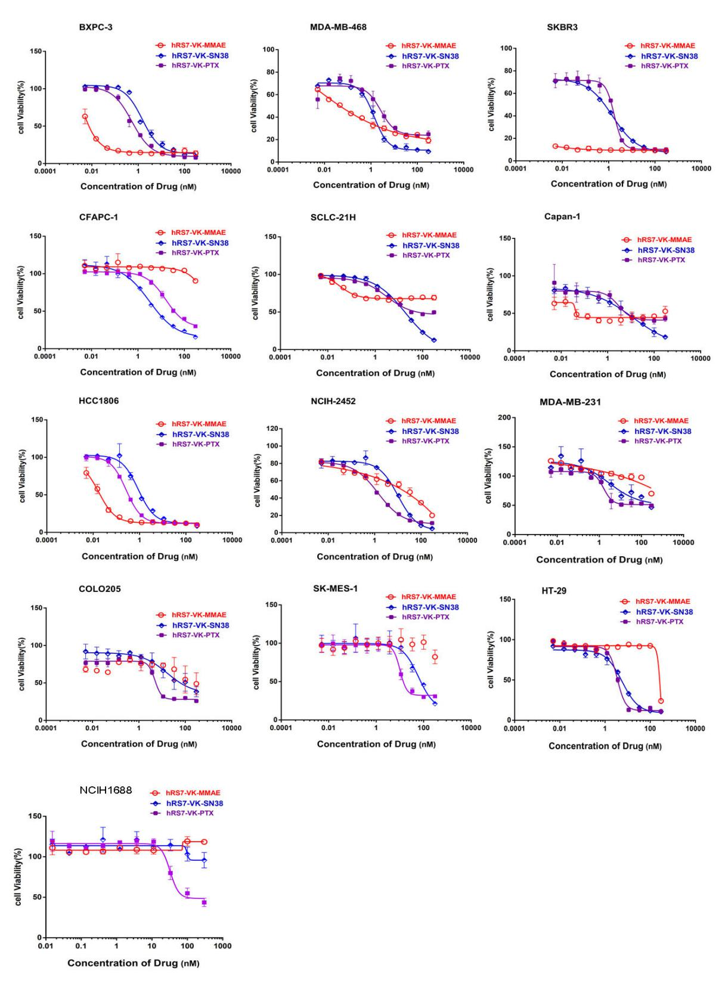 BXPC-3
hRS7-VK-MMAE
hRS7-VK-SN38
hRS7-VK-PTX
cell Viability(%)
150
100
50
0
0.0001 0.01 1 100 10000
Concentration of Drug (nM)
MDA-MB-468
hRS7-VK-MMAE
hRS7-VK-SN38
hRS7-VK-PTX
cell Viability(%)
100
80
60
40
20
0
0.0001 0.01 1 100 10000
Concentration of Drug (nM)
SKBR3
hRS7-VK-MMAE
hRS7-VK-SN38
hRS7-VK-PTX
cell Viability(%)
100
80
60
40
20
0
0.0001 0.01 1 100 10000
Concentration of Drug (nM)
CFAPC-1
hRS7-VK-MMAE
hRS7-VK-SN38
hRS7-VK-PTX
cell Viability(%)
150
100
50
0
0.0001 0.01 1 100 10000
Concentration of Drug (nM)
SCLC-21H
hRS7-VK-MMAE
hRS7-VK-SN38
hRS7-VK-PTX
cell Viability(%)
150
100
50
0
0.0001 0.01 1 100 10000
Concentration of Drug (nM)
Capan-1
hRS7-VK-MMAE
hRS7-VK-SN38
hRS7-VK-PTX
cell Viability(%)
150
100
50
0
0.0001 0.01 1 100 10000
Concentration of Drug (nM)
HCC1806
hRS7-VK-MMAE
hRS7-VK-SN38
hRS7-VK-PTX
cell Viability(%)
150
100
50
0
0.0001 0.01 1 100 10000
Concentration of Drug (nM)
NCIH-2452
hRS7-VK-MMAE
hRS7-VK-SN38
hRS7-VK-PTX
cell Viability(%)
120
100
80
60
40
20
0
0.0001 0.01 1 100 10000
Concentration of Drug (nM)
MDA-MB-231
hRS7-VK-MMAE
hRS7-VK-SN38
hRS7-VK-PTX
cell Viability(%)
200
150
100
50
0
0.0001 0.01 1 100 10000
Concentration of Drug (nM)
COLO205
hRS7-VK-MMAE
hRS7-VK-SN38
hRS7-VK-PTX
cell Viability(%)
150
100
50
0
0.0001 0.01 1 100 10000
Concentration of Drug (nM)
SK-MES-1
hRS7-VK-MMAE
hRS7-VK-SN38
hRS7-VK-PTX
cell Viability(%)
150
100
50
0
0.0001 0.01 1 100 10000
Concentration of Drug (nM)
HT-29
hRS7-VK-MMAE
hRS7-VK-SN38
hRS7-VK-PTX
cell Viability(%)
150
100
50
0
0.0001 0.01 1 100 10000
Concentration of Drug (nM)
NCIH1688
hRS7-VK-MMAE
hRS7-VK-SN38
hRS7-VK-PTX
cell Viability(%)
150
100
50
0
0.01 0.1 1 10 100 1000
Concentration of Drug (nM)